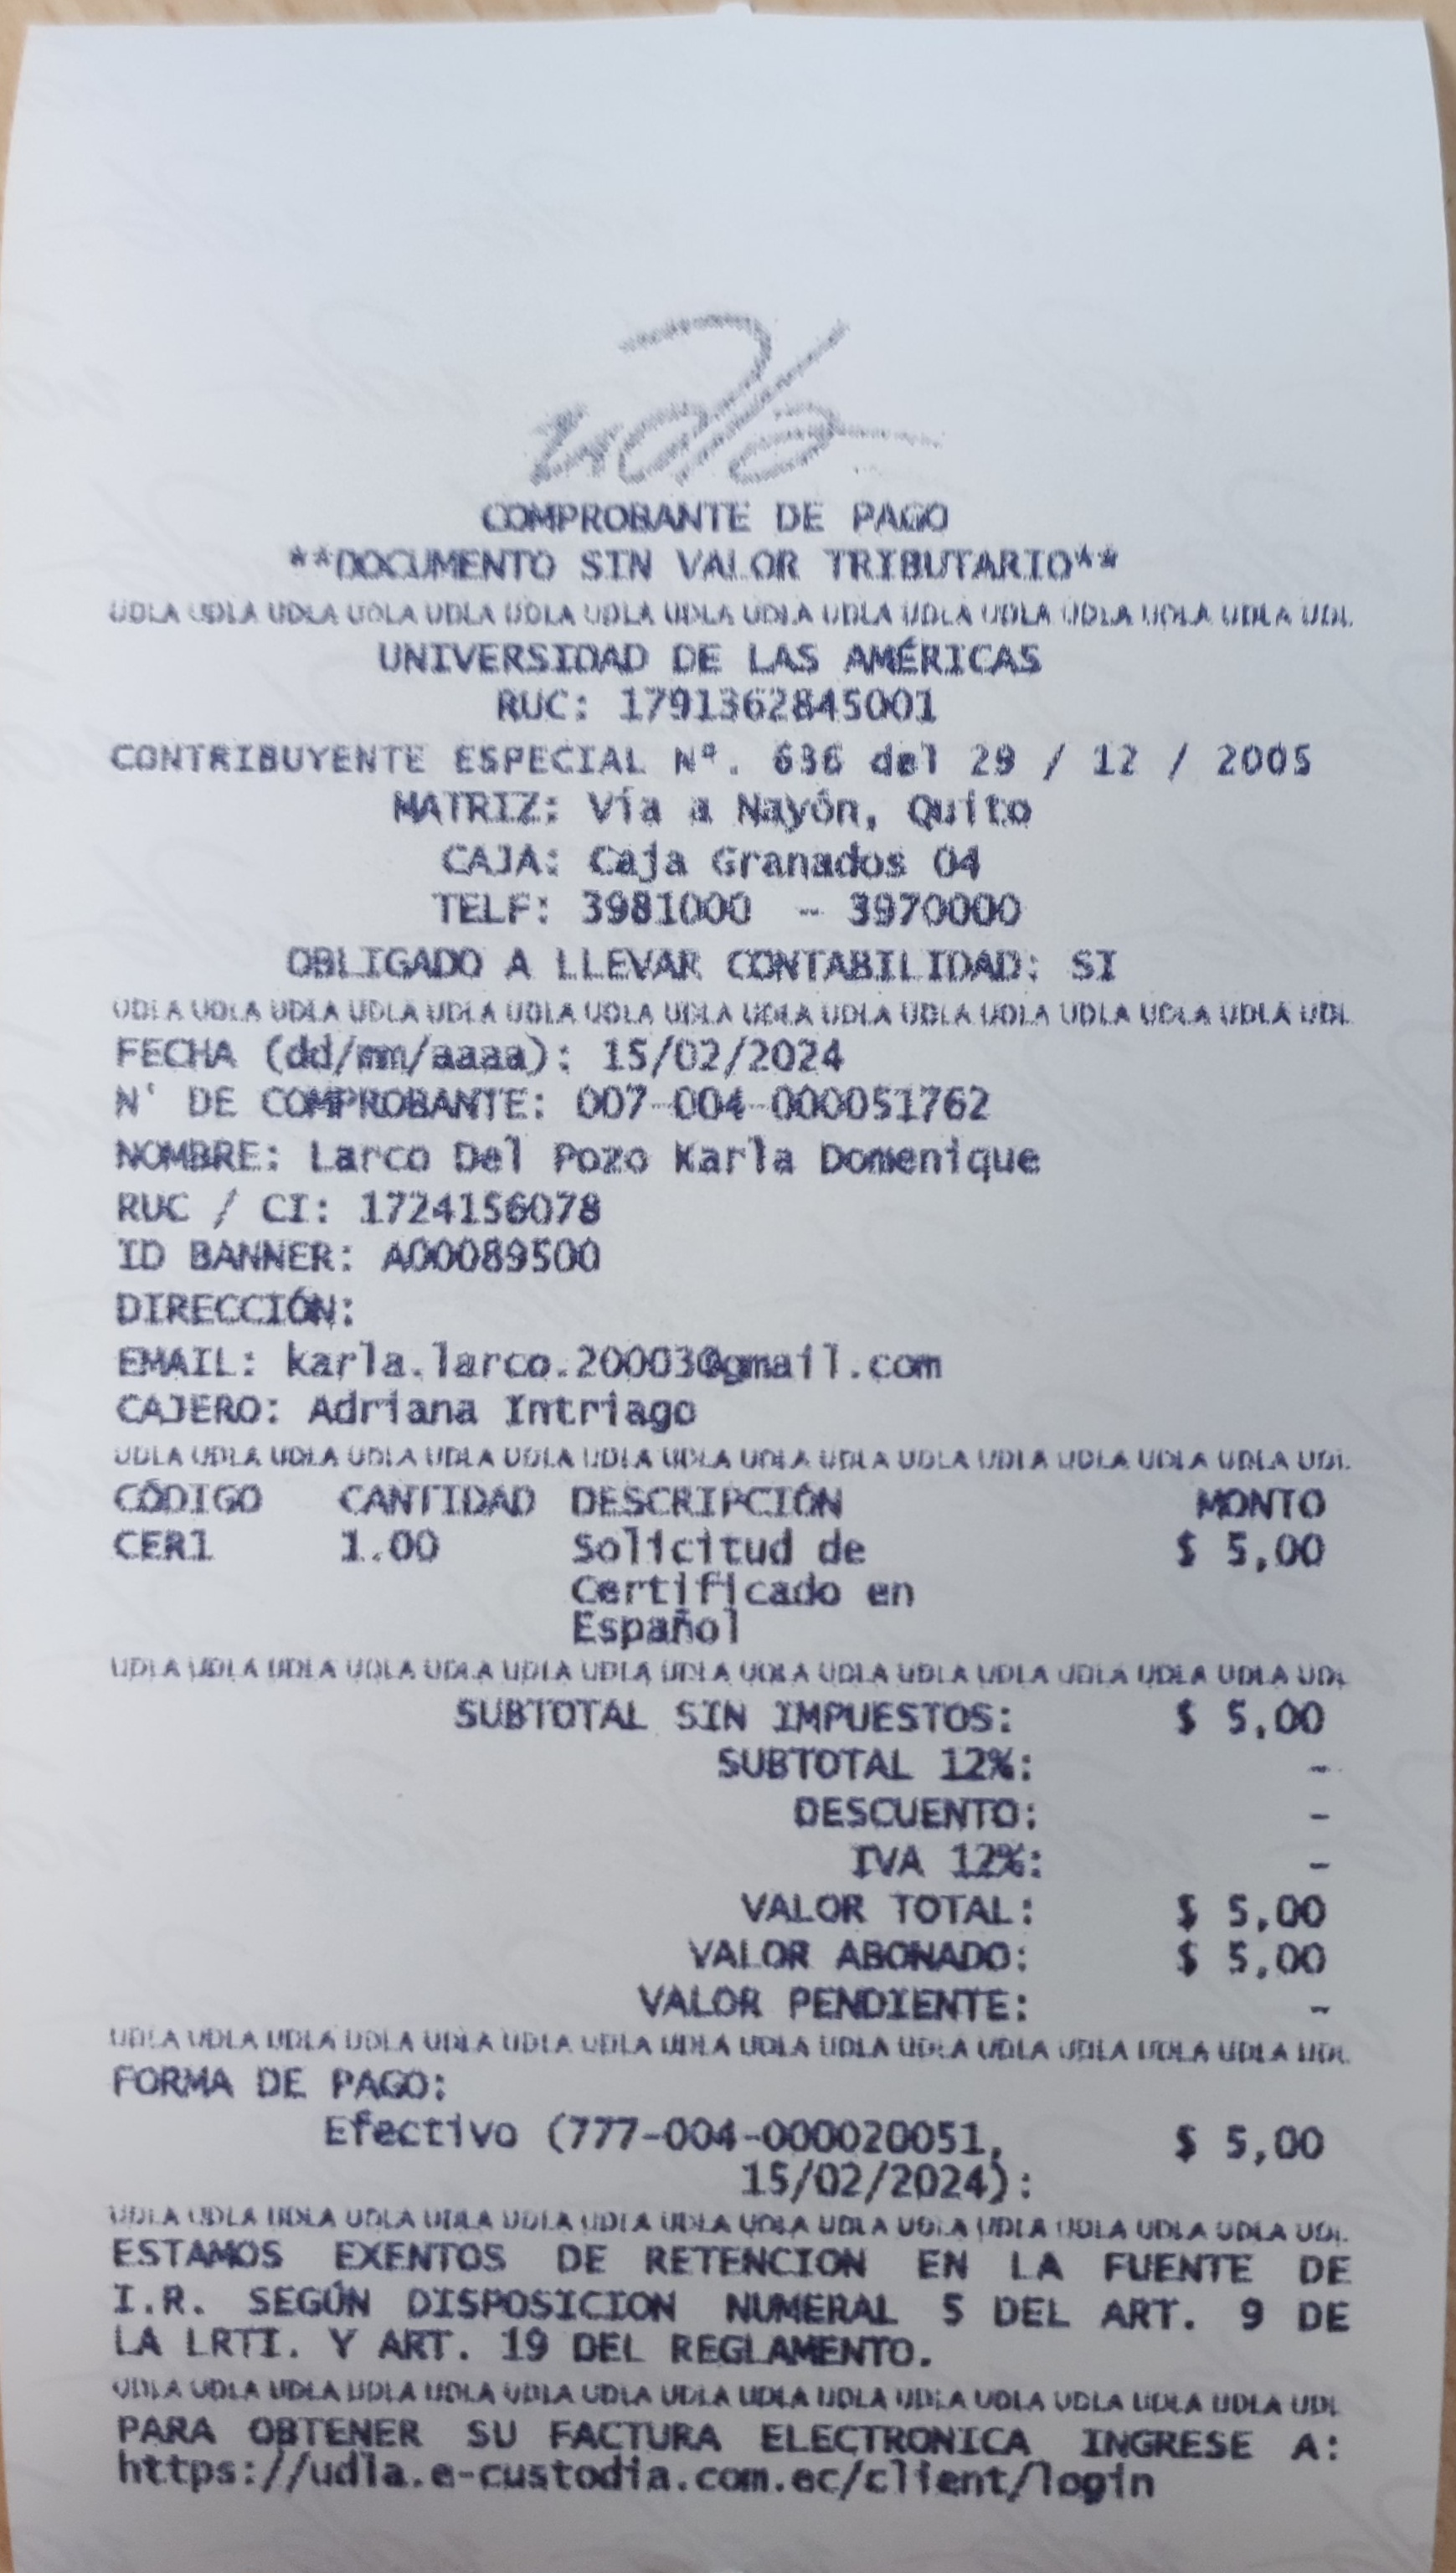 udla
COMPROBANTE DE PAGO
**DOCUMENTO SIN VALOR TRIBUTARIO**
UDLA UDLA UDLA UDLA UDLA UDLA UDLA UDLA UDLA UDLA UDLA UDLA UDLA UDLA UDLA UDL
UNIVERSIDAD DE LAS AMÉRICAS
RUC: 1791362845001
CONTRIBUYENTE ESPECIAL Nº. 636 del 29 / 12 / 2005
MATRIZ: Vía a Nayón, Quito
CAJA: Caja Granados 04
TELF: 3981000 - 3970000
OBLIGADO A LLEVAR CONTABILIDAD: SI
UDLA UDLA UDLA UDLA UDLA UDLA UDLA UDLA UDLA UDLA UDLA UDLA UDLA UDLA UDLA UDL
FECHA (dd/mm/aaaa): 15/02/2024
N' DE COMPROBANTE: 007-004-000051762
NOMBRE: Larco Del Pozo Karla Domenique
RUC / CI: 1724156078
ID BANNER: A00089500
DIRECCIÓN:
EMAIL: karla.larco.20003@gmail.com
CAJERO: Adriana Intriago
UDLA UDLA UDLA UDLA UDLA UDLA UDLA UDLA UDLA UDLA UDLA UDLA UDLA UDLA UDLA UDL
CÓDIGO CANTIDAD DESCRIPCIÓN MONTO
CER1 1.00 Solicitud de $ 5,00
Certificado en
Español
UDLA UDLA UDLA UDLA UDLA UDLA UDLA UDLA UDLA UDLA UDLA UDLA UDLA UDLA UDLA UDL
SUBTOTAL SIN IMPUESTOS: $ 5,00
SUBTOTAL 12%: -
DESCUENTO: -
IVA 12%: -
VALOR TOTAL: $ 5,00
VALOR ABONADO: $ 5,00
VALOR PENDIENTE: -
UDLA UDLA UDLA UDLA UDLA UDLA UDLA UDLA UDLA UDLA UDLA UDLA UDLA UDLA UDLA UDL
FORMA DE PAGO:
Efectivo (777-004-000020051, $ 5,00
15/02/2024):
UDLA UDLA UDLA UDLA UDLA UDLA UDLA UDLA UDLA UDLA UDLA UDLA UDLA UDLA UDLA UDL
ESTAMOS EXENTOS DE RETENCION EN LA FUENTE DE
I.R. SEGÚN DISPOSICION NUMERAL 5 DEL ART. 9 DE
LA LRTI. Y ART. 19 DEL REGLAMENTO.
UDLA UDLA UDLA UDLA UDLA UDLA UDLA UDLA UDLA UDLA UDLA UDLA UDLA UDLA UDLA UDL
PARA OBTENER SU FACTURA ELECTRONICA INGRESE A:
https://udla.e-custodia.com.ec/client/login